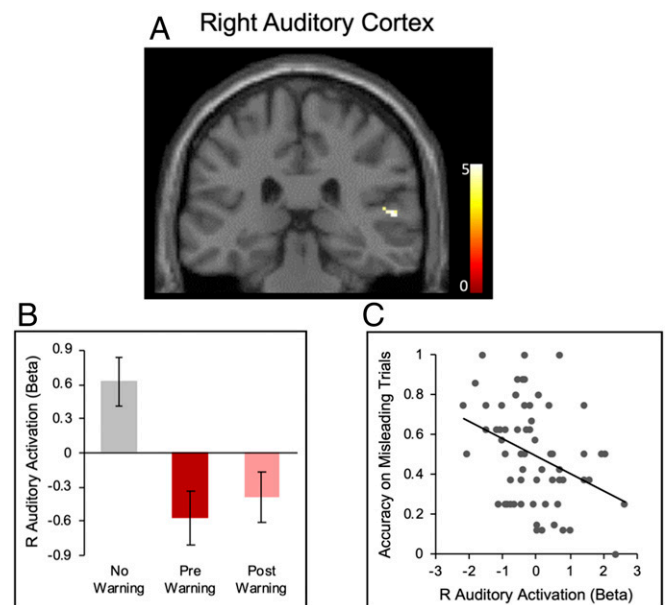 A
Right Auditory Cortex
5
0
B
R Auditory Activation (Beta)
0.9
0.6
0.3
0
-0.3
-0.6
-0.9
No Warning
Pre Warning
Post Warning
C
Accuracy on Misleading Trials
1
0.8
0.6
0.4
0.2
0
-3 -2 -1 0 1 2 3
R Auditory Activation (Beta)